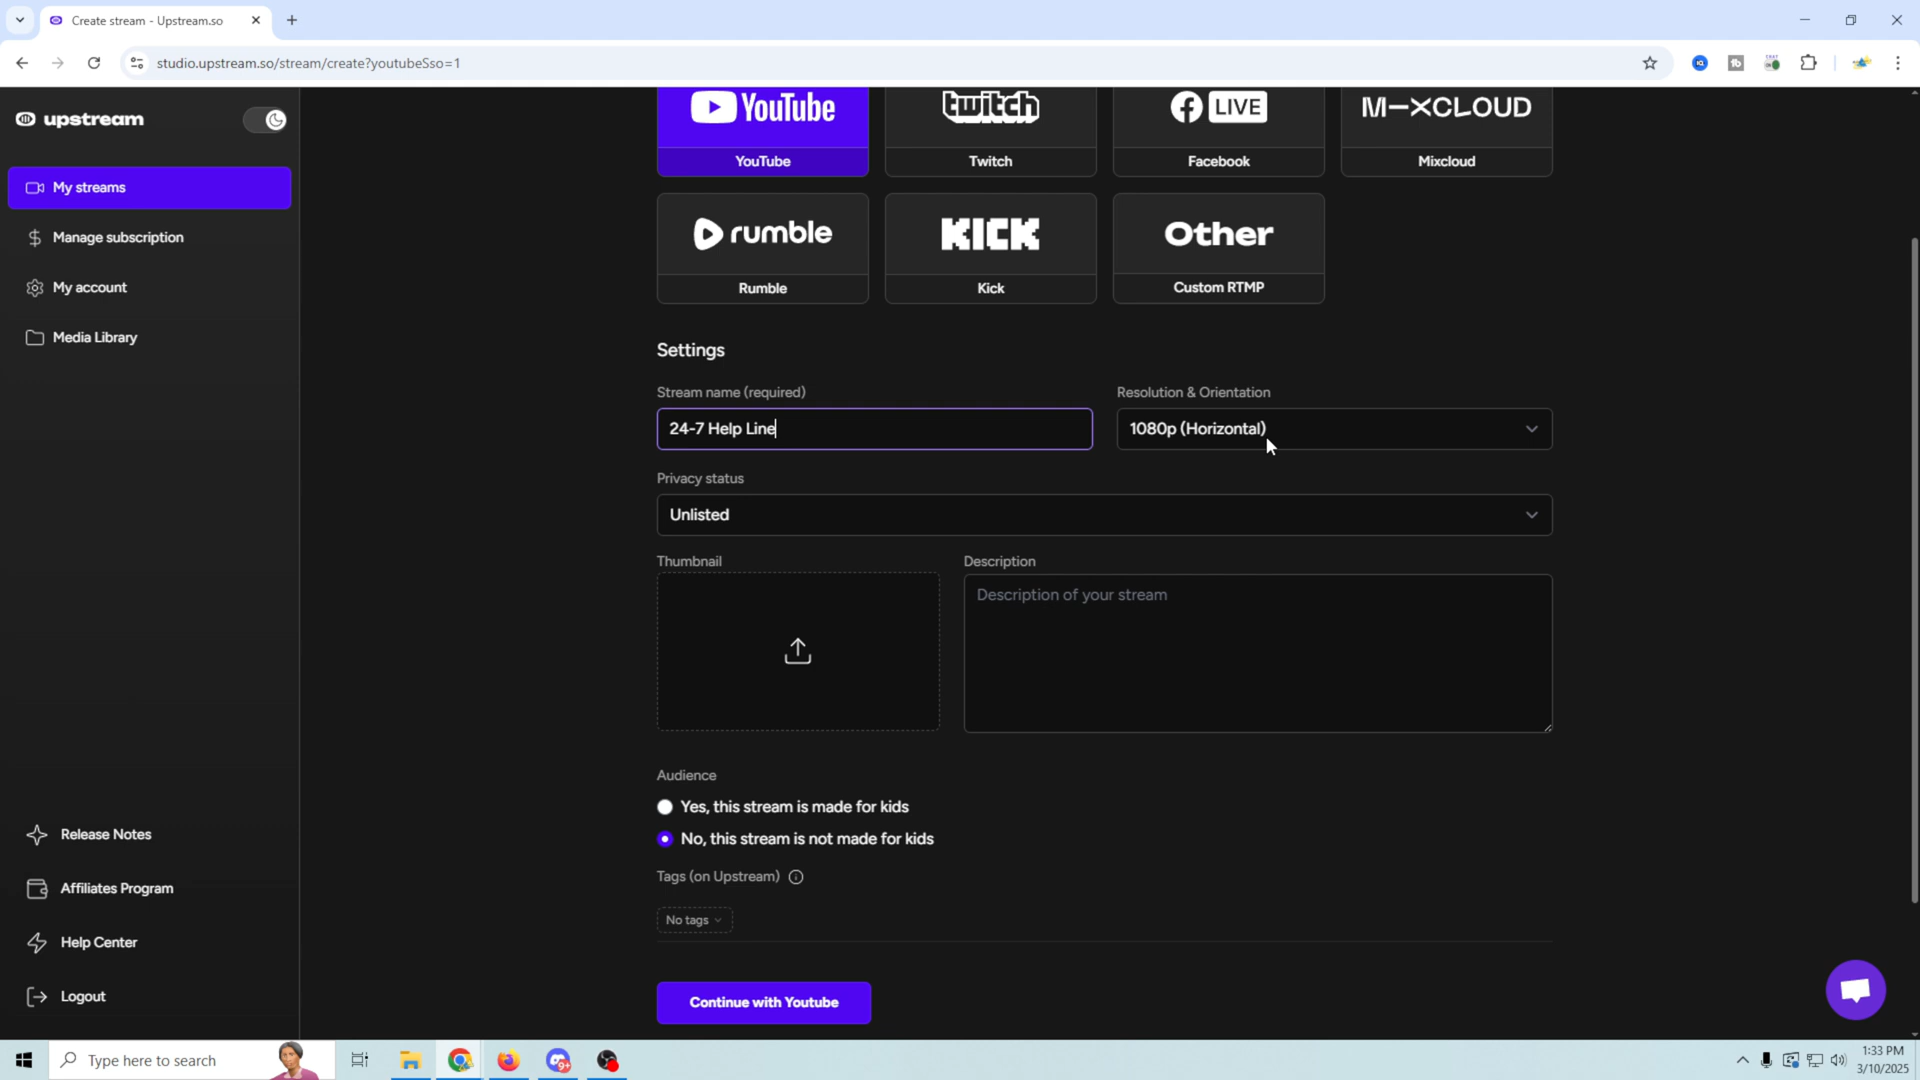 Create stream - Upstream.so
studio.upstream.so/stream/create?youtubeSso=1
upstream
My streams
Manage subscription
My account
Media Library
Release Notes
Affiliates Program
Help Center
Logout
YouTube
twitch
LIVE
M-XCLOUD
YouTube
Twitch
Facebook
Mixcloud
rumble
KICK
Other
Rumble
Kick
Custom RTMP
Settings
Stream name (required)
Resolution & Orientation
24-7 Help Line
1080p (Horizontal)
Privacy status
Unlisted
Thumbnail
Description
Description of your stream
Audience
Yes, this stream is made for kids
No, this stream is not made for kids
Tags (on Upstream)
No tags
Continue with Youtube
Type here to search
9+
1:33 PM
3/10/2025